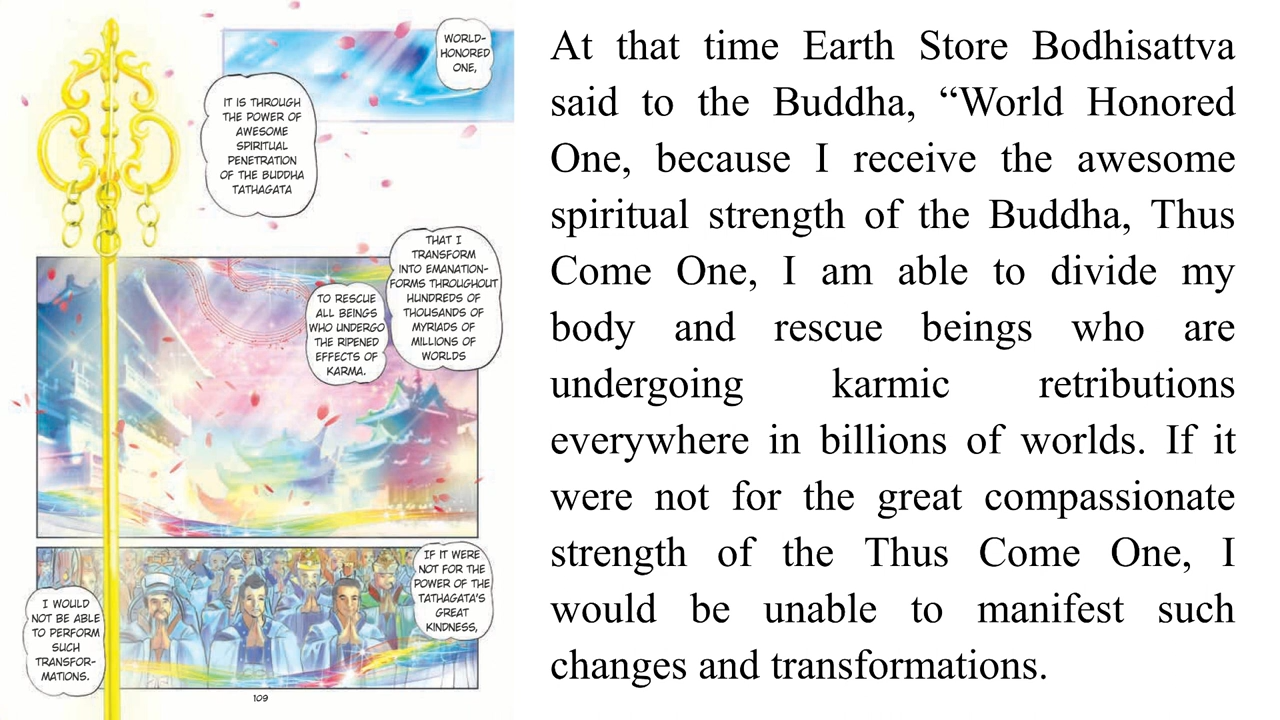 WORLD-
HONORED
ONE,
IT IS THROUGH
THE POWER OF
AWESOME
SPIRITUAL
PENETRATION
OF THE BUDDHA
TATHAGATA
THAT I
TRANSFORM
INTO EMANATION-
FORMS THROUGHOUT
HUNDREDS OF
THOUSANDS OF
MYRIADS OF
MILLIONS OF
WORLDS
TO RESCUE
ALL BEINGS
WHO UNDERGO
THE RIPENED
EFFECTS OF
KARMA.
IF IT WERE
NOT FOR THE
POWER OF THE
TATHAGATA'S
GREAT
KINDNESS,
I WOULD
NOT BE ABLE
TO PERFORM
SUCH
TRANSFOR-
MATIONS.
109
At that time Earth Store Bodhisattva
said to the Buddha, “World Honored
One, because I receive the awesome
spiritual strength of the Buddha, Thus
Come One, I am able to divide my
body and rescue beings who are
undergoing karmic retributions
everywhere in billions of worlds. If it
were not for the great compassionate
strength of the Thus Come One, I
would be unable to manifest such
changes and transformations.